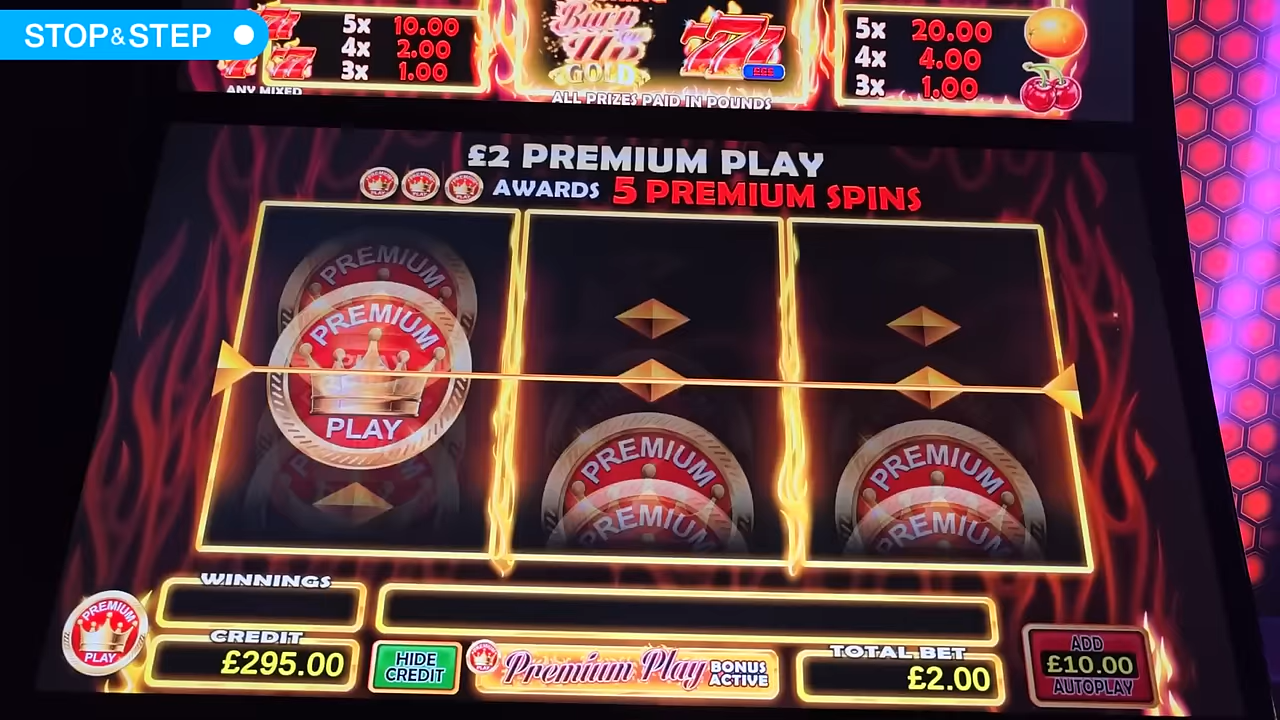 STOP&STEP
5x 10.00
4x 2.00
3x 1.00
ANY MIXED
Burn
GOLD
777
ALL PRIZES PAID IN POUNDS
5x 20.00
4x 4.00
3x 1.00
£2 PREMIUM PLAY
AWARDS 5 PREMIUM SPINS
PREMIUM
PREMIUM
PLAY
PREMIUM
PREMIUM
PREMIUM
PREMIUM
WINNINGS
CREDIT
£295.00
PREMIUM
PLAY
HIDE
CREDIT
Premium Play BONUS
ACTIVE
TOTAL BET
£2.00
ADD
£10.00
AUTOPLAY